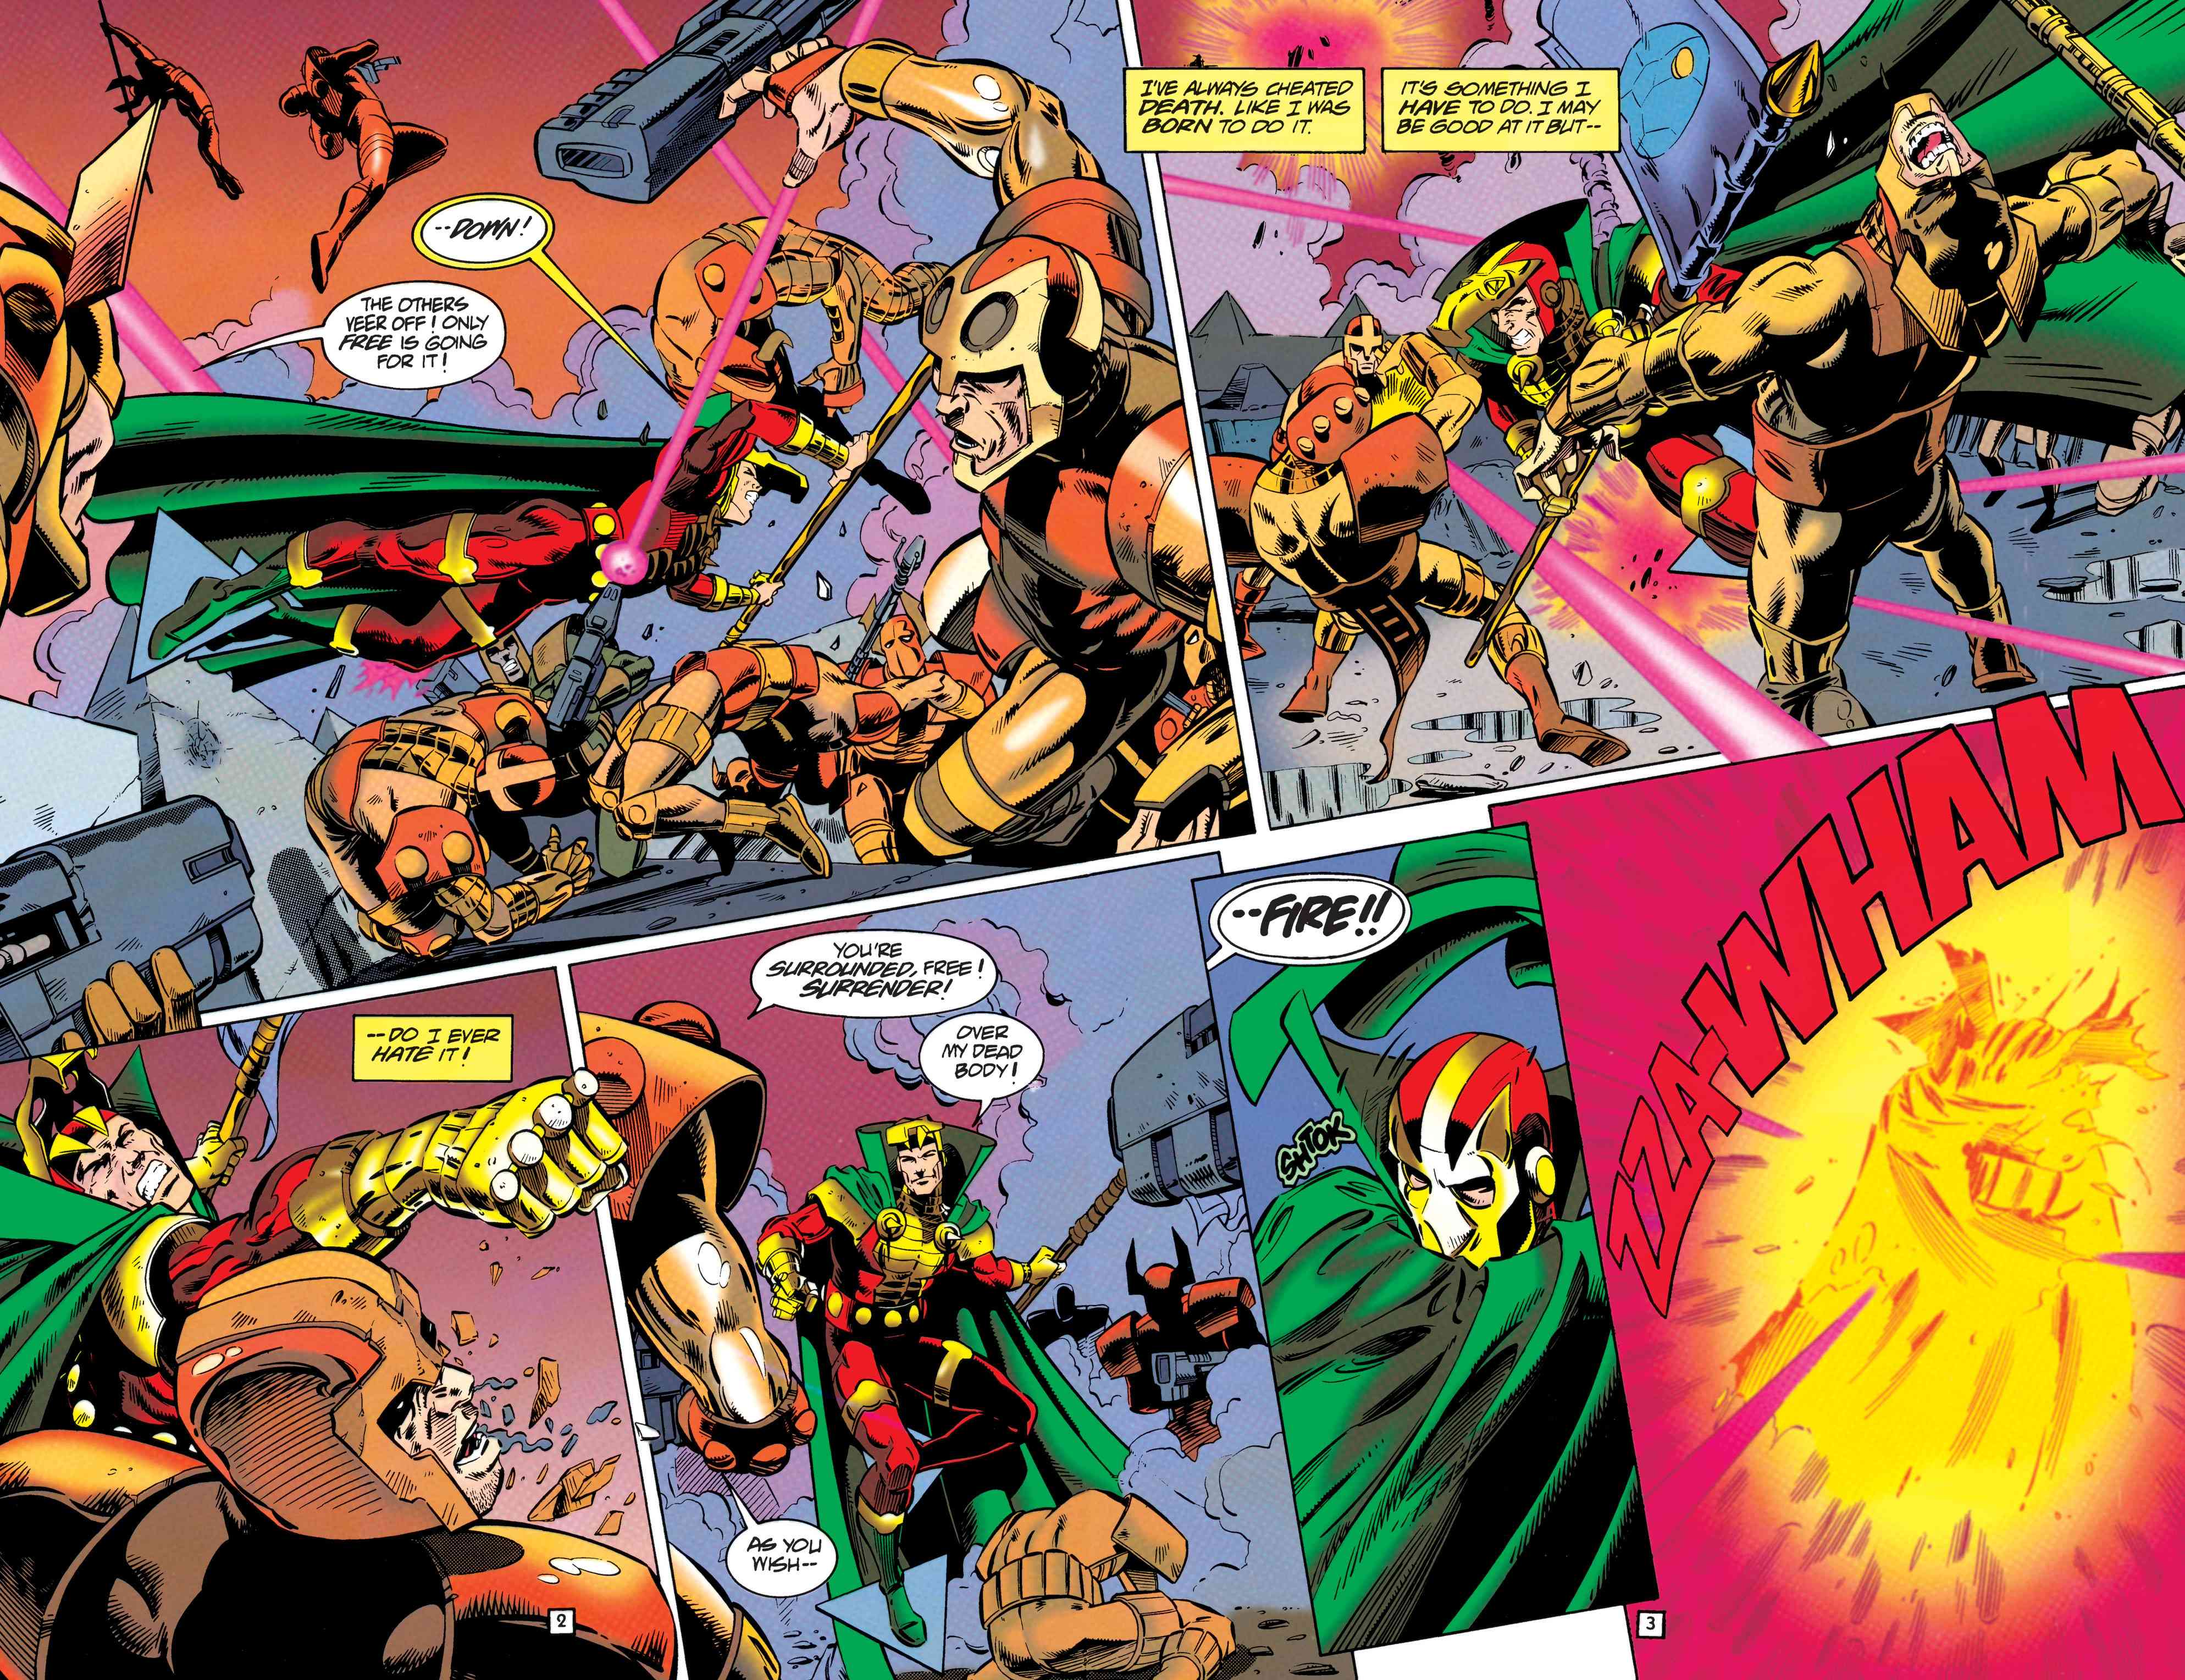 --DOWN!
THE OTHERS
VEER OFF! ONLY
FREE IS GOING
FOR IT!
I'VE ALWAYS CHEATED
DEATH. LIKE I WAS
BORN TO DO IT.
IT'S SOMETHING I
HAVE TO DO. I MAY
BE GOOD AT IT BUT--
--DO I EVER
HATE IT!
YOU'RE
SURROUNDED, FREE!
SURRENDER!
OVER
MY DEAD
BODY!
AS YOU
WISH--
--FIRE!!
SHTOK
ZZA-WHAM
2
3